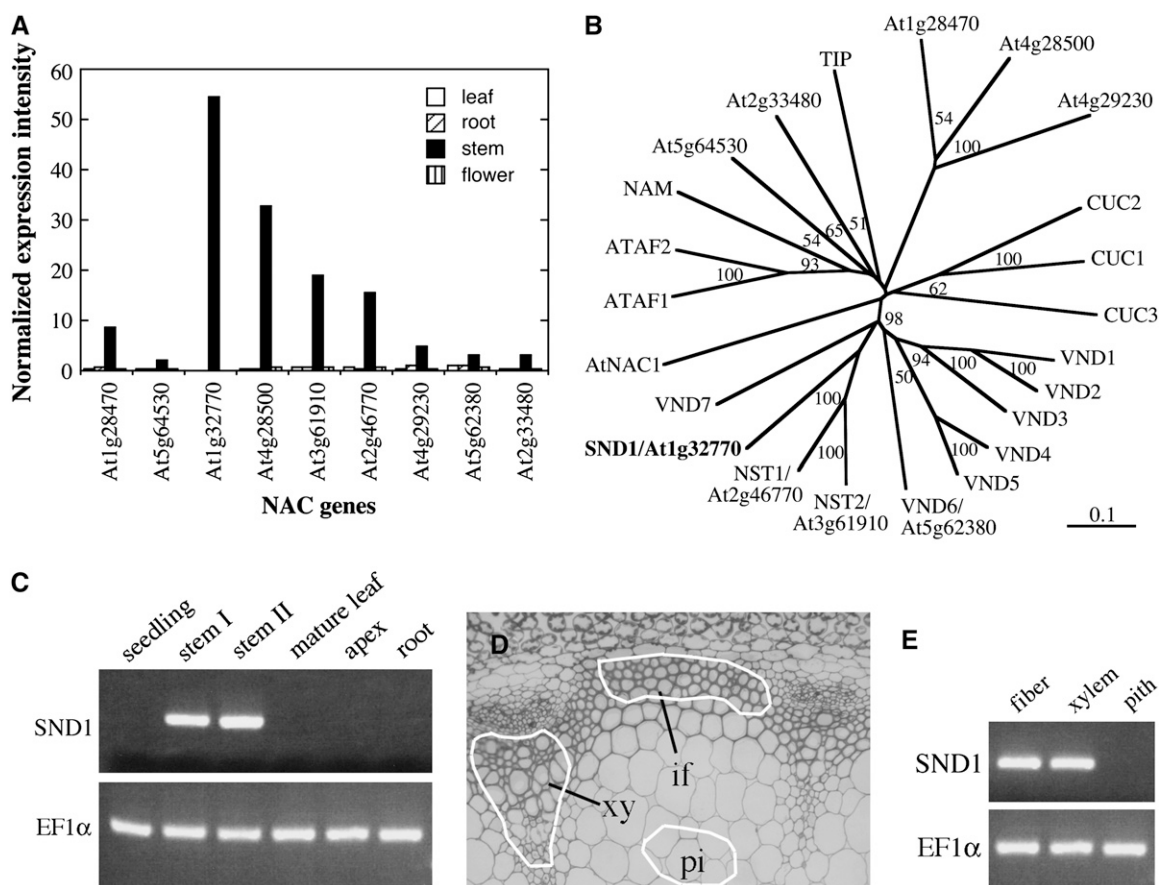 A
Normalized expression intensity
60
50
40
30
20
10
0
leaf
root
stem
flower
At1g28470
At5g64530
At1g32770
At4g28500
At3g61910
At2g46770
At4g29230
At5g62380
At2g33480
NAC genes
B
At1g28470
At4g28500
At4g29230
TIP
At2g33480
At5g64530
NAM
ATAF2
ATAF1
AtNAC1
VND7
SND1/At1g32770
NST1/
At2g46770
NST2/
At3g61910
VND6/
At5g62380
VND5
VND4
VND3
VND2
VND1
CUC3
CUC1
CUC2
54
100
51
65
54
93
100
100
62
98
94
100
100
50
100
100
100
0.1
C
seedling
stem I
stem II
mature leaf
apex
root
SND1
EF1α
D
if
xy
pi
E
fiber
xylem
pith
SND1
EF1α